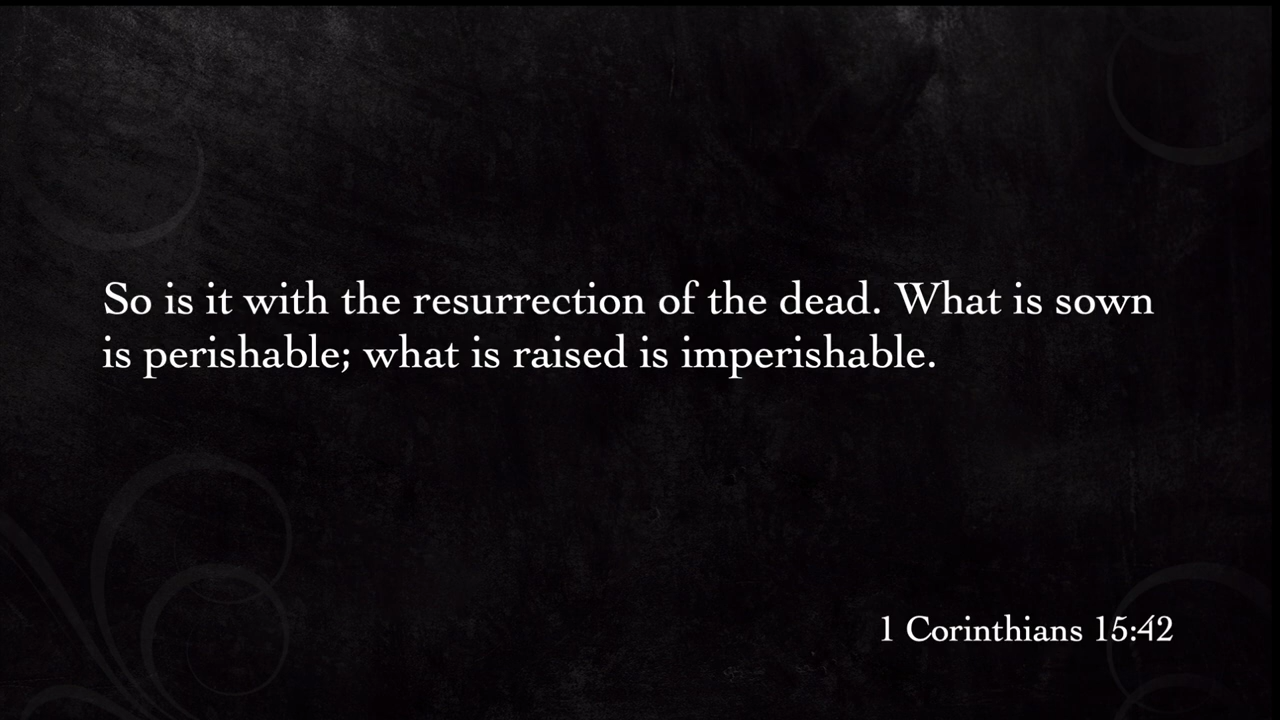 So is it with the resurrection of the dead. What is sown
is perishable; what is raised is imperishable.
1 Corinthians 15:42